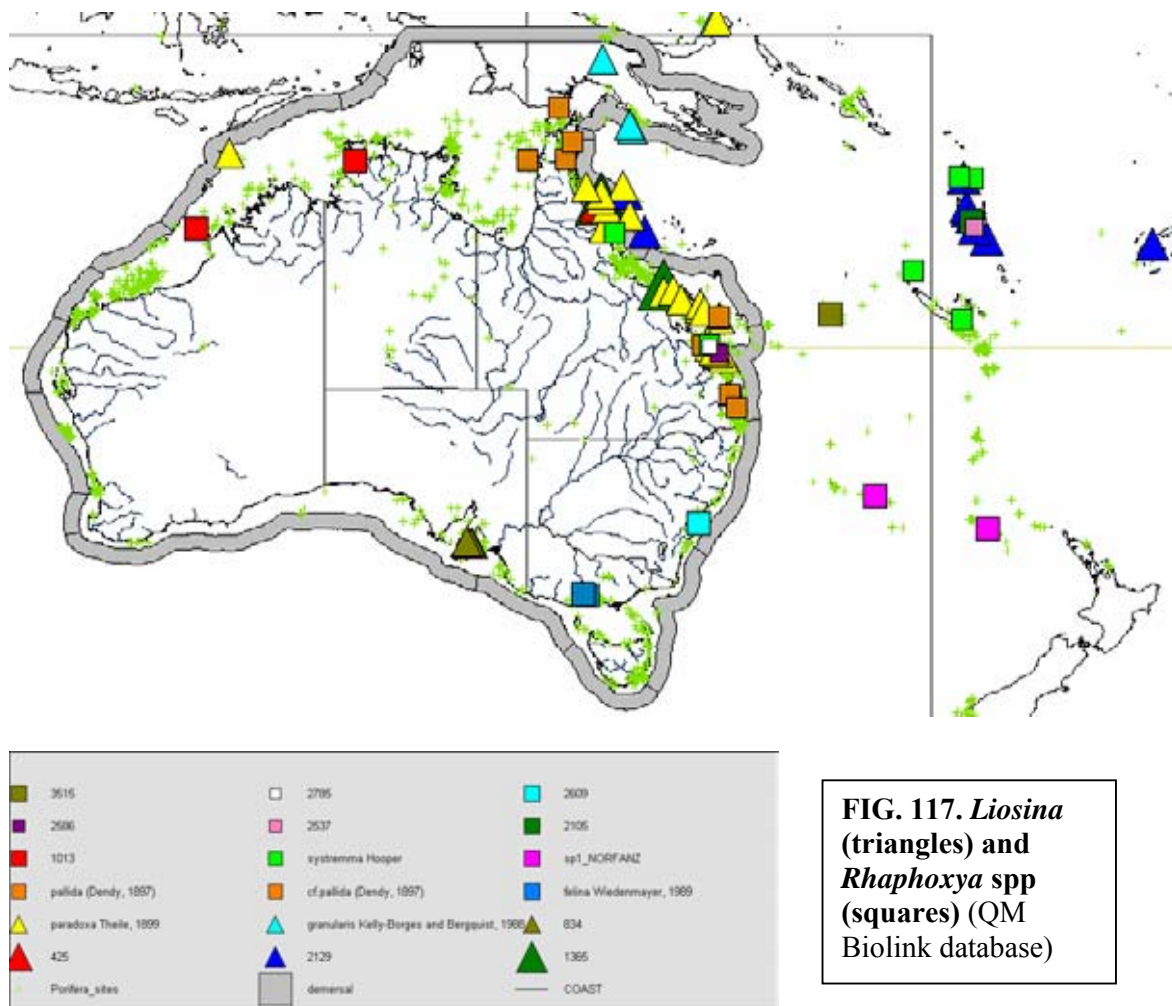 3515
2785
2609
2586
2537
2105
1013
systremma Hooper
sp1_NORFANZ
pallida (Dendy, 1897)
cf.pallida (Dendy, 1897)
felina Wiedenmayer, 1989
paradoxa Theile, 1899
granularis Kelly-Borges and Bergquist, 1988
834
425
2129
1365
Porifera_sites
demersal
COAST
FIG. 117. Liosina
(triangles) and
Rhaphoxya spp
(squares) (QM
Biolink database)